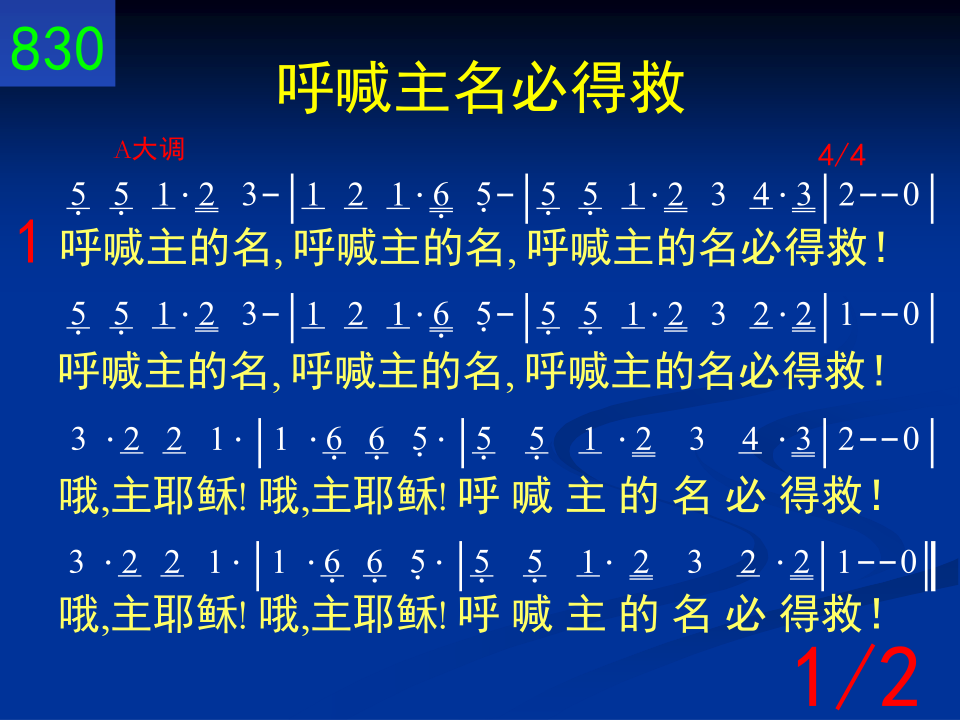 830
呼喊主名必得救
A大调 4/4
5̣ 5̣ 1·2 3-|1 2 1·6̣ 5̣-|5̣ 5̣ 1·2 3 4·3|2--0|
1 呼喊主的名, 呼喊主的名, 呼喊主的名必得救!
5̣ 5̣ 1·2 3-|1 2 1·6̣ 5̣-|5̣ 5̣ 1·2 3 2·2|1--0|
呼喊主的名, 呼喊主的名, 呼喊主的名必得救!
3 ·2 2 1·|1 ·6̣ 6̣ 5̣·|5̣ 5̣ 1 ·2 3 4 ·3|2--0|
哦,主耶稣! 哦,主耶稣! 呼 喊 主 的 名 必 得救!
3 ·2 2 1·|1 ·6̣ 6̣ 5̣·|5̣ 5̣ 1· 2 3 2 ·2|1--0‖
哦,主耶稣! 哦,主耶稣! 呼 喊 主 的 名 必 得救!
1/2